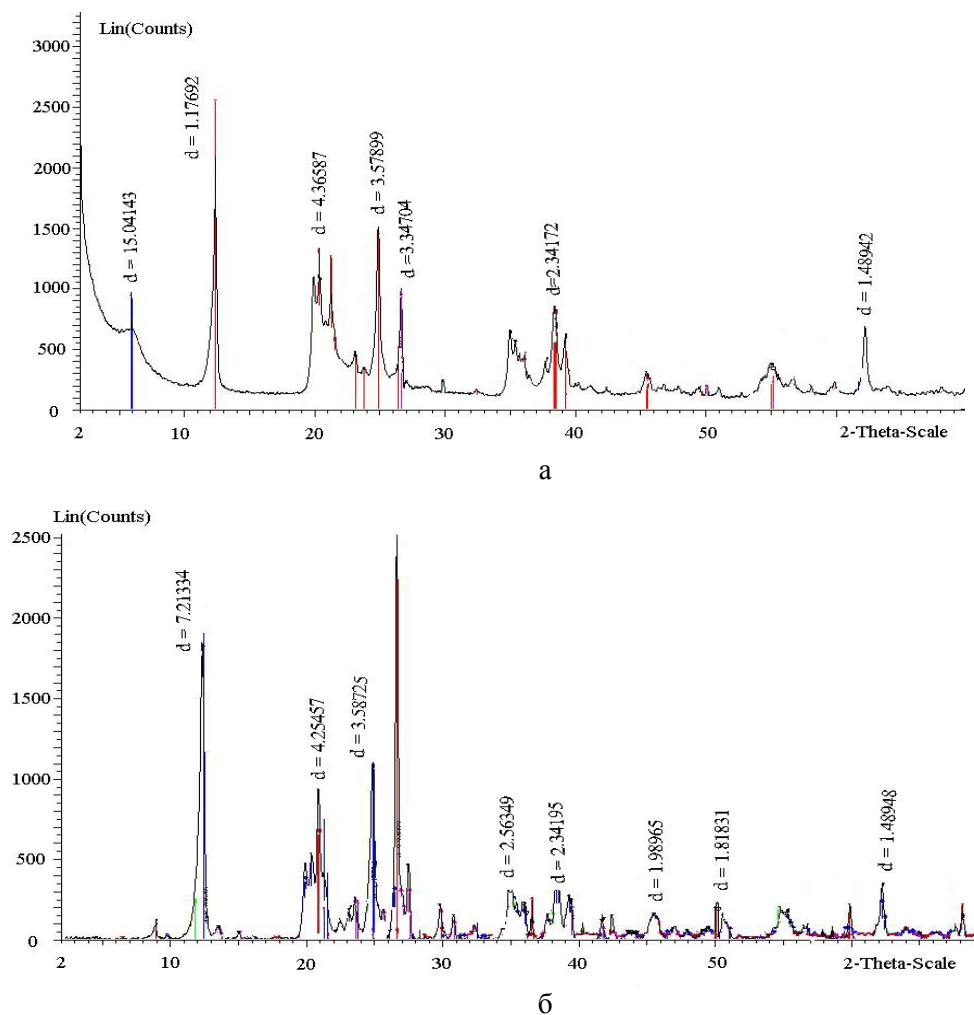 Lin(Counts)
3000
2500
2000
1500
1000
500
0
d = 15.04143
d = 1.17692
d = 4.36587
d = 3.57899
d=3.34704
d=2.34172
d = 1.48942
2 10 20 30 40 50 2-Theta-Scale
а
Lin(Counts)
2500
2000
1500
1000
500
0
d = 7.21334
d = 4.25457
d = 3.58725
d = 2.56349
d = 2.34195
d = 1.98965
d = 1.81831
d = 1.48948
2 10 20 30 40 50 2-Theta-Scale
б